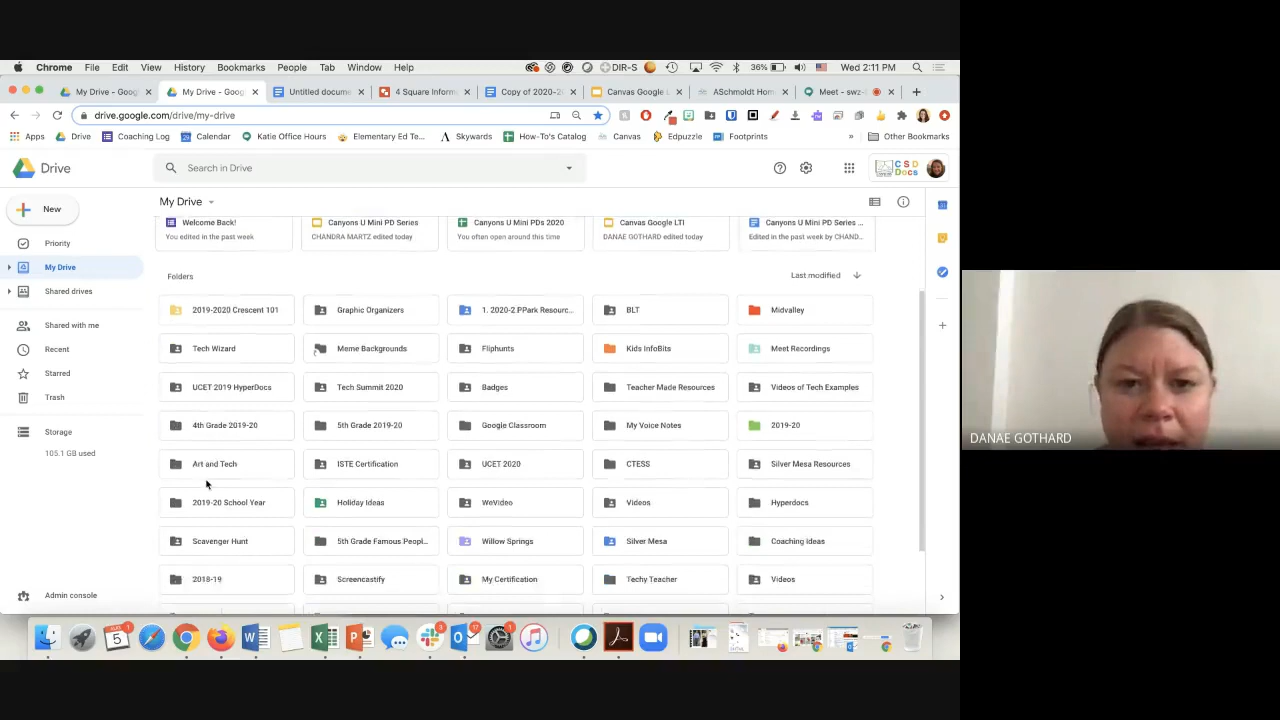 Chrome File Edit View History Bookmarks People Tab Window Help DIR-S 36% Wed 2:11 PM
My Drive - Goog My Drive - Goog Untitled docume 4 Square Inform Copy of 2020-2 Canvas Google L ASchmoldt Hom Meet - swz-
drive.google.com/drive/my-drive
Apps Drive Coaching Log Calendar Katie Office Hours Elementary Ed Te... Skywards How-To's Catalog Canvas Edpuzzle Footprints » Other Bookmarks
Drive Search in Drive CSD Docs
New
My Drive
Priority
My Drive
Shared drives
Shared with me
Recent
Starred
Trash
Storage
105.1 GB used
Admin console
Welcome Back! Canyons U Mini PD Series Canyons U Mini PDs 2020 Canvas Google LTI Canyons U Mini PD Series ...
You edited in the past week CHANDRA MARTZ edited today You often open around this time DANAE GOTHARD edited today Edited in the past week by CHAND...
Folders Last modified
2019-2020 Crescent 101 Graphic Organizers 1. 2020-2 PPark Resourc... BLT Midvalley
Tech Wizard Meme Backgrounds Fliphunts Kids InfoBits Meet Recordings
UCET 2019 HyperDocs Tech Summit 2020 Badges Teacher Made Resources Videos of Tech Examples
4th Grade 2019-20 5th Grade 2019-20 Google Classroom My Voice Notes 2019-20
Art and Tech ISTE Certification UCET 2020 CTESS Silver Mesa Resources
2019-20 School Year Holiday Ideas WeVideo Videos Hyperdocs
Scavenger Hunt 5th Grade Famous Peopl... Willow Springs Silver Mesa Coaching Ideas
2018-19 Screencastify My Certification Techy Teacher Videos
DANAE GOTHARD